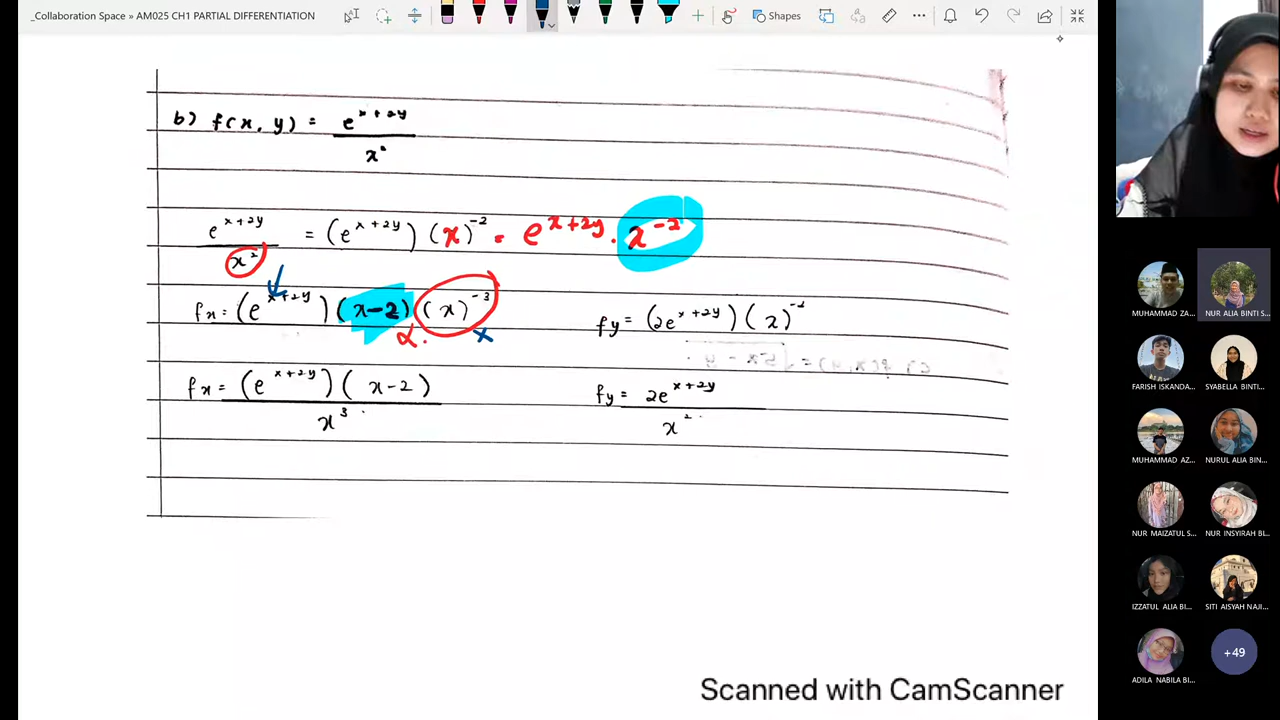 _Collaboration Space » AM025 CH1 PARTIAL DIFFERENTIATION
Shapes
b) f(x, y) = e^(x+2y) / x²
e^(x+2y) / x² = (e^(x+2y)) (x)^-2 = e^(x+2y) · x^-2
fx = (e^(x+2y)) (x-2) (x)^-3
fy = (2e^(x+2y)) (x)^-2
fx = (e^(x+2y)) (x-2) / x³
fy = 2e^(x+2y) / x²
Scanned with CamScanner
MUHAMMAD ZA...
NUR ALIA BINTI S...
FARISH ISKANDA...
SYABELLA BINTI...
MUHAMMAD AZ...
NURUL ALIA BIN...
NUR MAIZATUL S...
NUR INSYIRAH BI...
IZZATUL ALIA BI...
SITI AISYAH NAJI...
ADILA NABILA BI...
+49